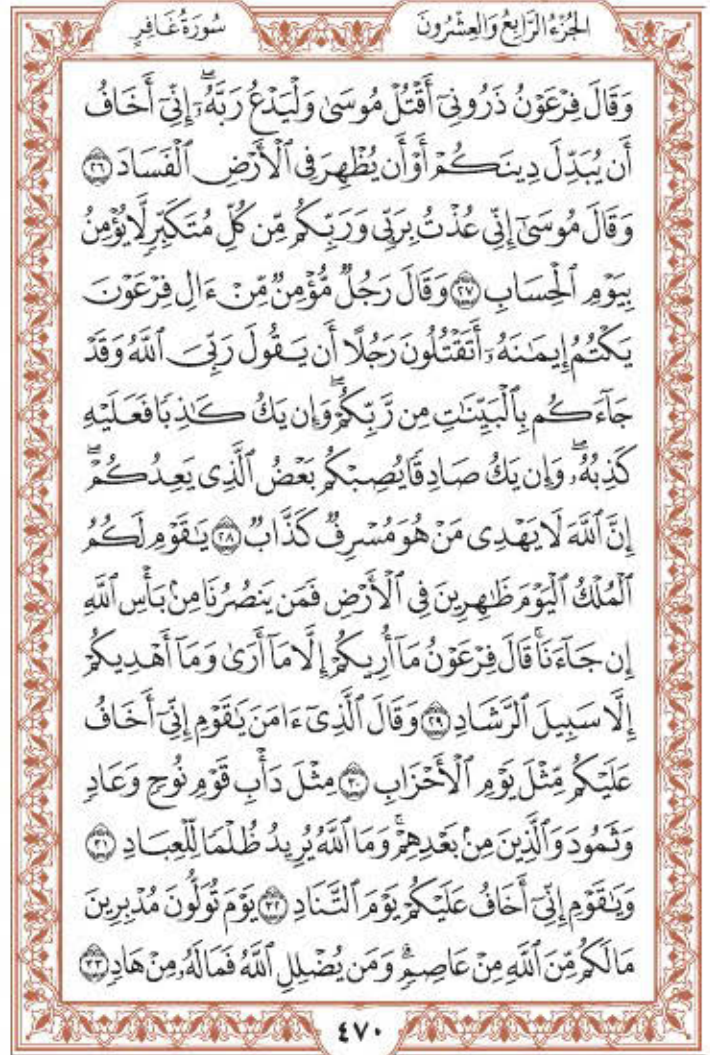 الجُزْءُ الرَّابِعُ وَالعِشْرُونَ سُورَةُ غَافِرٍ
وَقَالَ فِرْعَوْنُ ذَرُونِيٓ أَقْتُلْ مُوسَىٰ وَلْيَدْعُ رَبَّهُۥٓۖ إِنِّيٓ أَخَافُ
أَن يُبَدِّلَ دِينَكُمْ أَوْ أَن يُظْهِرَ فِي ٱلْأَرْضِ ٱلْفَسَادَ ٢٦
وَقَالَ مُوسَىٰٓ إِنِّي عُذْتُ بِرَبِّي وَرَبِّكُم مِّن كُلِّ مُتَكَبِّرٍ لَّا يُؤْمِنُ
بِيَوْمِ ٱلْحِسَابِ ٢٧ وَقَالَ رَجُلٌ مُّؤْمِنٌ مِّنْ ءَالِ فِرْعَوْنَ
يَكْتُمُ إِيمَٰنَهُۥٓ أَتَقْتُلُونَ رَجُلًا أَن يَقُولَ رَبِّيَ ٱللَّهُ وَقَدْ
جَآءَكُم بِٱلْبَيِّنَٰتِ مِن رَّبِّكُمْۖ وَإِن يَكُ كَٰذِبًا فَعَلَيْهِ
كَذِبُهُۥۖ وَإِن يَكُ صَادِقًا يُصِبْكُم بَعْضُ ٱلَّذِي يَعِدُكُمْۖ
إِنَّ ٱللَّهَ لَا يَهْدِي مَنْ هُوَ مُسْرِفٌ كَذَّابٌ ٢٨ يَٰقَوْمِ لَكُمُ
ٱلْمُلْكُ ٱلْيَوْمَ ظَٰهِرِينَ فِي ٱلْأَرْضِ فَمَن يَنصُرُنَا مِنۢ بَأْسِ ٱللَّهِ
إِن جَآءَنَاۚ قَالَ فِرْعَوْنُ مَآ أُرِيكُمْ إِلَّا مَآ أَرَىٰ وَمَآ أَهْدِيكُمْ
إِلَّا سَبِيلَ ٱلرَّشَادِ ٢٩ وَقَالَ ٱلَّذِيٓ ءَامَنَ يَٰقَوْمِ إِنِّيٓ أَخَافُ
عَلَيْكُم مِّثْلَ يَوْمِ ٱلْأَحْزَابِ ٣٠ مِثْلَ دَأْبِ قَوْمِ نُوحٍ وَعَادٍ
وَثَمُودَ وَٱلَّذِينَ مِنۢ بَعْدِهِمْۚ وَمَا ٱللَّهُ يُرِيدُ ظُلْمًا لِّلْعِبَادِ ٣١
وَيَٰقَوْمِ إِنِّيٓ أَخَافُ عَلَيْكُمْ يَوْمَ ٱلتَّنَادِ ٣٢ يَوْمَ تُوَلُّونَ مُدْبِرِينَ
مَا لَكُم مِّنَ ٱللَّهِ مِنْ عَاصِمٍۗ وَمَن يُضْلِلِ ٱللَّهُ فَمَا لَهُۥ مِنْ هَادٍ ٣٣
٤٧٠